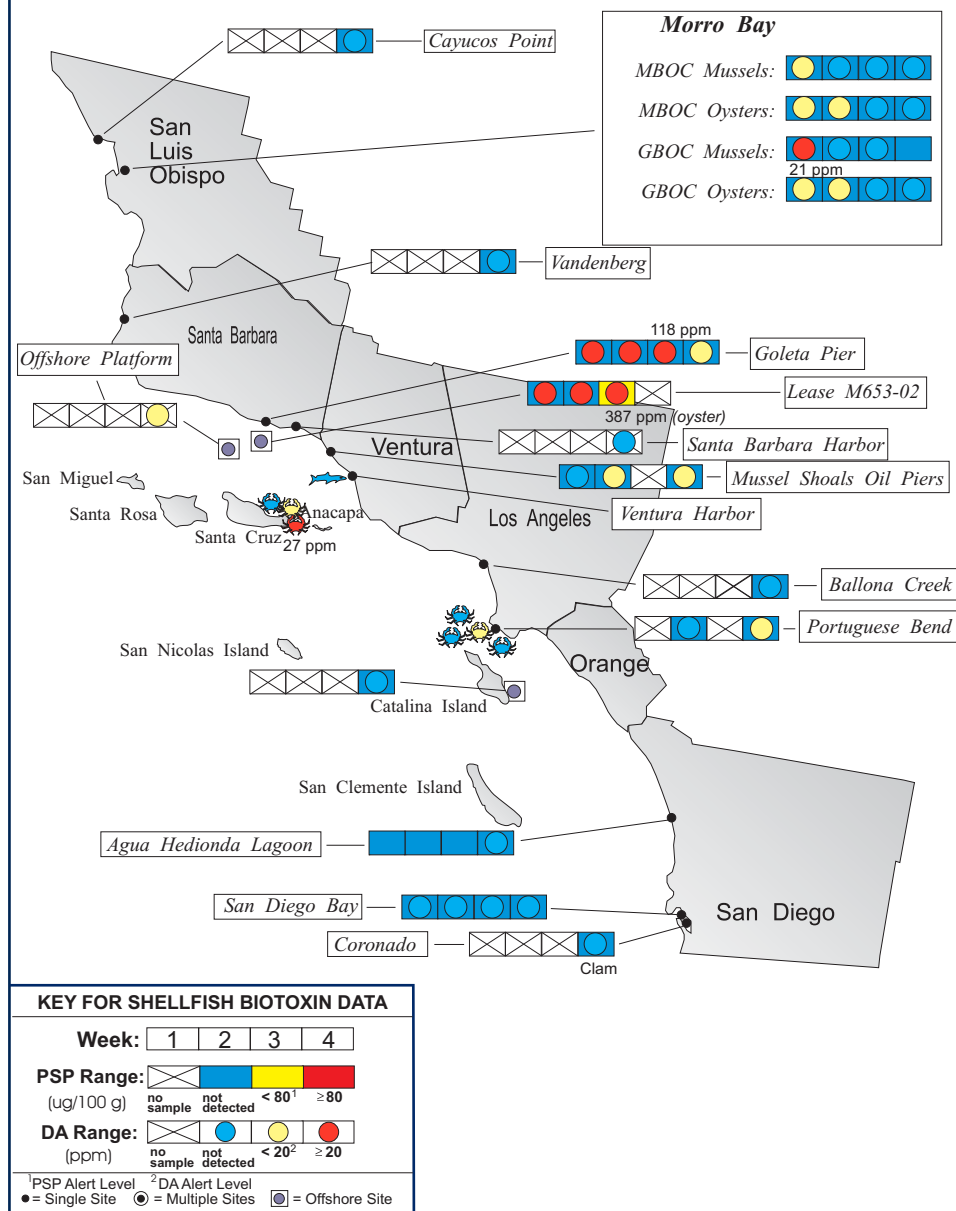 Cayucos Point
Morro Bay
MBOC Mussels:
MBOC Oysters:
GBOC Mussels:
21 ppm
GBOC Oysters:
San
Luis
Obispo
Vandenberg
Santa Barbara
Offshore Platform
118 ppm
Goleta Pier
Lease M653-02
387 ppm (oyster)
Santa Barbara Harbor
Ventura
Mussel Shoals Oil Piers
San Miguel
Santa Rosa
Anacapa
Santa Cruz
27 ppm
Los Angeles
Ventura Harbor
Ballona Creek
Portuguese Bend
San Nicolas Island
Orange
Catalina Island
San Clemente Island
Agua Hedionda Lagoon
San Diego Bay
San Diego
Coronado
Clam
KEY FOR SHELLFISH BIOTOXIN DATA
Week: 1 2 3 4
PSP Range:
(ug/100 g)
no sample
not detected
< 80¹
≥80
DA Range:
(ppm)
no sample
not detected
< 20²
≥ 20
¹PSP Alert Level ²DA Alert Level
= Single Site = Multiple Sites = Offshore Site